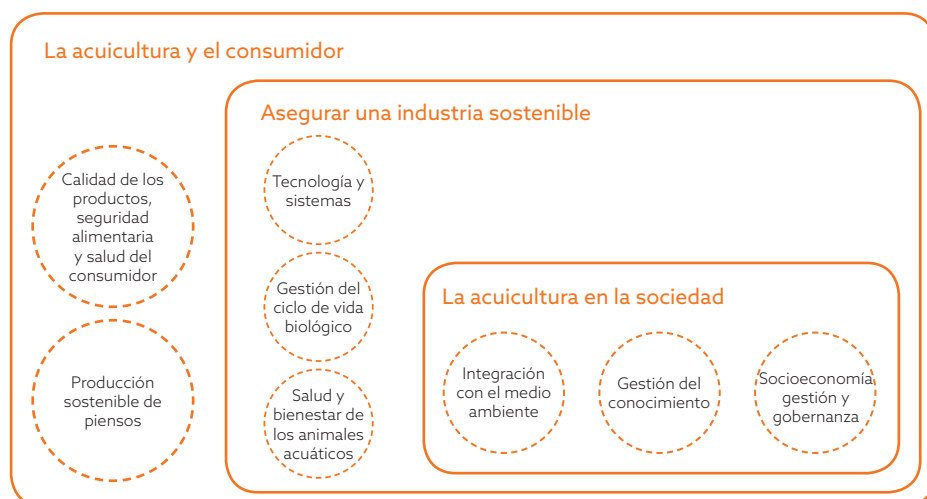 La acuicultura y el consumidor
Asegurar una industria sostenible
Calidad de los
productos,
seguridad
alimentaria
y salud del
consumidor
Producción
sostenible de
piensos
Tecnología y
sistemas
Gestión del
ciclo de vida
biológico
Salud y
bienestar de
los animales
acuáticos
La acuicultura en la sociedad
Integración
con el medio
ambiente
Gestión del
conocimiento
Socioeconomía
gestión y
gobernanza